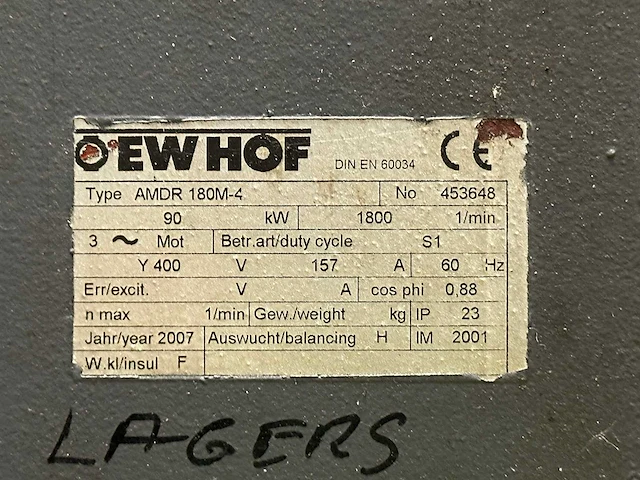 OEWHOF
DIN EN 60034 CE
Type AMDR 180M-4 No 453648
90 kW 1800 1/min
3 ~ Mot Betr.art/duty cycle S1
Y 400 V 157 A 60 Hz
Err/excit. V A cos phi 0,88
n max 1/min Gew./weight kg IP 23
Jahr/year 2007 Auswucht/balancing H IM 2001
W.kl/insul F
LAGERS